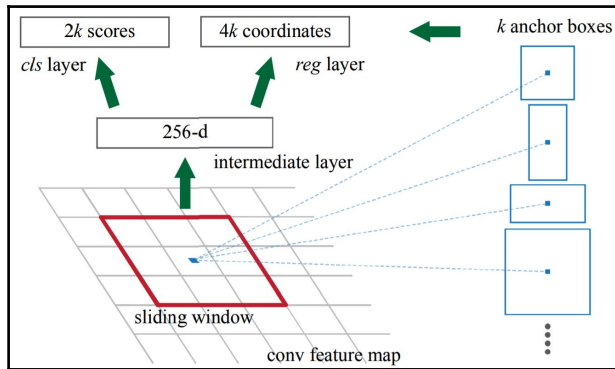 2k scores
4k coordinates
k anchor boxes
cls layer
reg layer
256-d
intermediate layer
sliding window
conv feature map